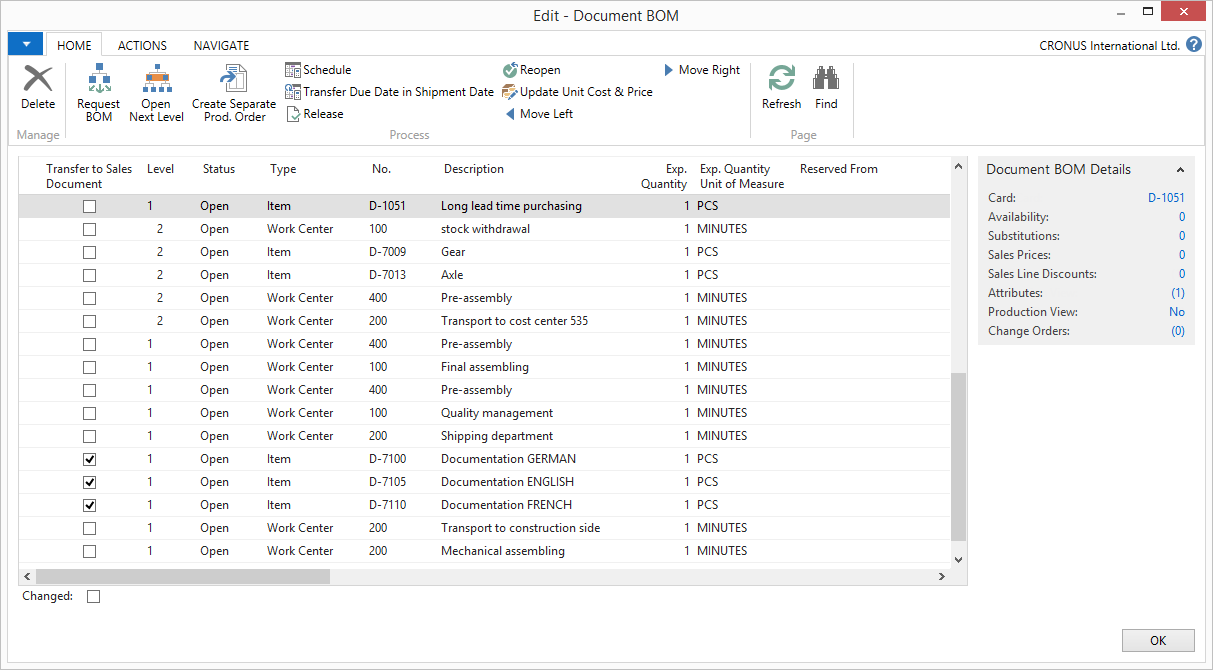 Edit - Document BOM
HOME ACTIONS NAVIGATE CRONUS International Ltd. ?
Delete
Manage
Request BOM
Open Next Level
Create Separate Prod. Order
Schedule
Transfer Due Date in Shipment Date
Release
Reopen
Update Unit Cost & Price
Move Left
Move Right
Process
Refresh
Find
Page
Transfer to Sales Document Level Status Type No. Description Exp. Quantity Exp. Quantity Unit of Measure Reserved From
1 Open Item D-1051 Long lead time purchasing 1 PCS
2 Open Work Center 100 stock withdrawal 1 MINUTES
2 Open Item D-7009 Gear 1 PCS
2 Open Item D-7013 Axle 1 PCS
2 Open Work Center 400 Pre-assembly 1 MINUTES
2 Open Work Center 200 Transport to cost center 535 1 MINUTES
1 Open Work Center 400 Pre-assembly 1 MINUTES
1 Open Work Center 100 Final assembling 1 MINUTES
1 Open Work Center 400 Pre-assembly 1 MINUTES
1 Open Work Center 100 Quality management 1 MINUTES
1 Open Work Center 200 Shipping department 1 MINUTES
1 Open Item D-7100 Documentation GERMAN 1 PCS
1 Open Item D-7105 Documentation ENGLISH 1 PCS
1 Open Item D-7110 Documentation FRENCH 1 PCS
1 Open Work Center 200 Transport to construction side 1 MINUTES
1 Open Work Center 200 Mechanical assembling 1 MINUTES
Changed:
Document BOM Details
Card: D-1051
Availability: 0
Substitutions: 0
Sales Prices: 0
Sales Line Discounts: 0
Attributes: (1)
Production View: No
Change Orders: (0)
OK